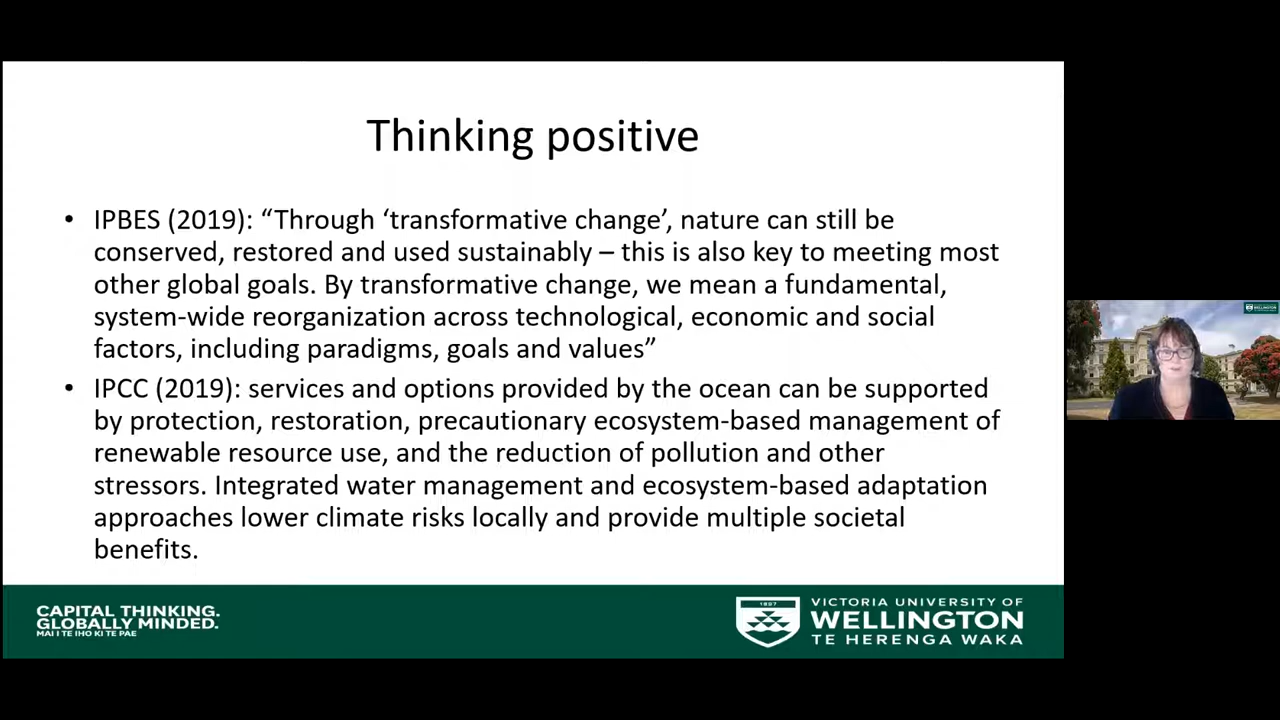 Thinking positive
• IPBES (2019): “Through ‘transformative change’, nature can still be
conserved, restored and used sustainably – this is also key to meeting most
other global goals. By transformative change, we mean a fundamental,
system-wide reorganization across technological, economic and social
factors, including paradigms, goals and values”
• IPCC (2019): services and options provided by the ocean can be supported
by protection, restoration, precautionary ecosystem-based management of
renewable resource use, and the reduction of pollution and other
stressors. Integrated water management and ecosystem-based adaptation
approaches lower climate risks locally and provide multiple societal
benefits.
CAPITAL THINKING.
GLOBALLY MINDED.
MAI I TE IHO KI TE PAE
1897
VICTORIA UNIVERSITY OF
WELLINGTON
TE HERENGA WAKA
WELLINGTON